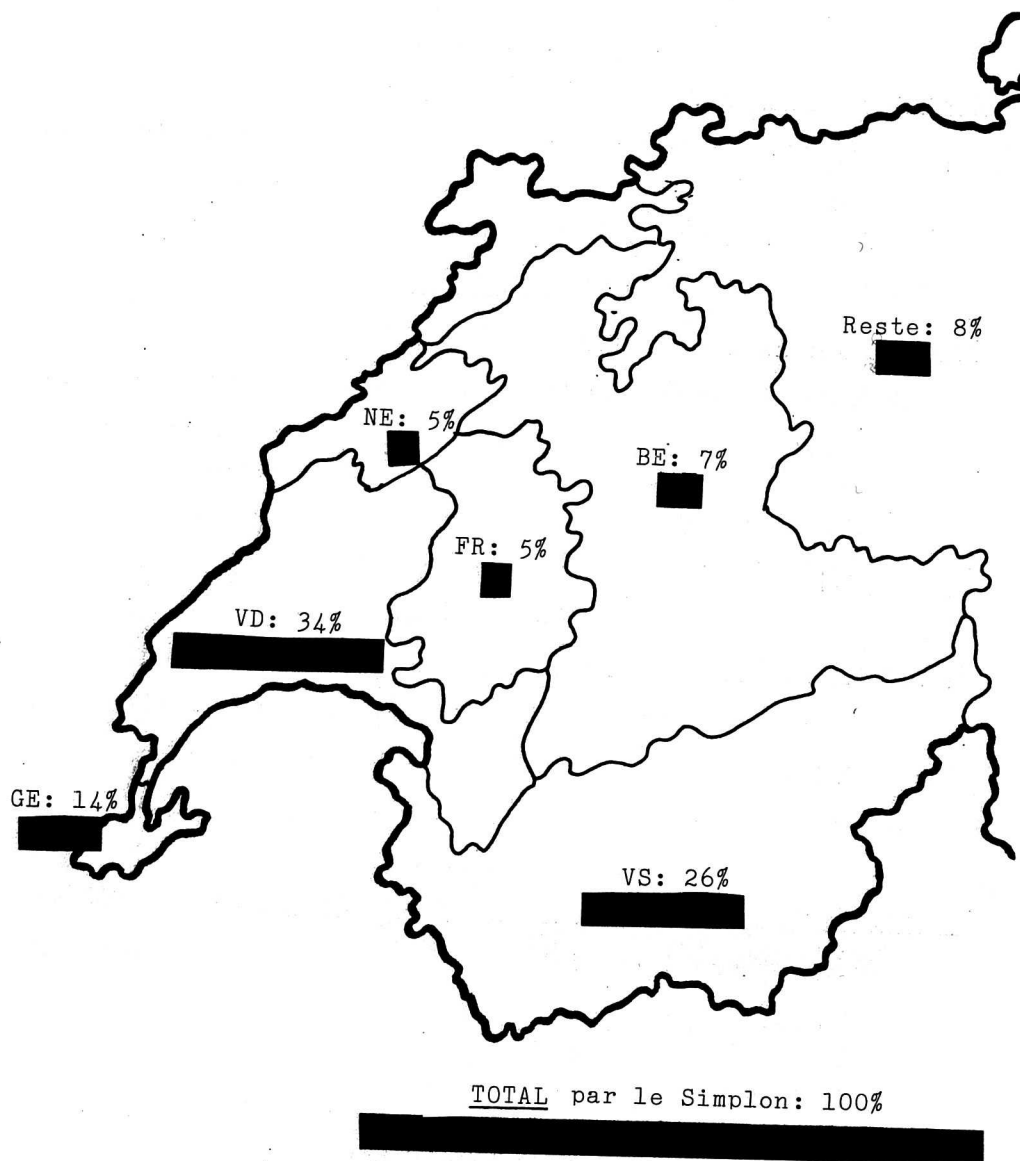 Reste: 8%
NE: 5%
BE: 7%
FR: 5%
VD: 34%
GE: 14%
VS: 26%
TOTAL par le Simplon: 100%